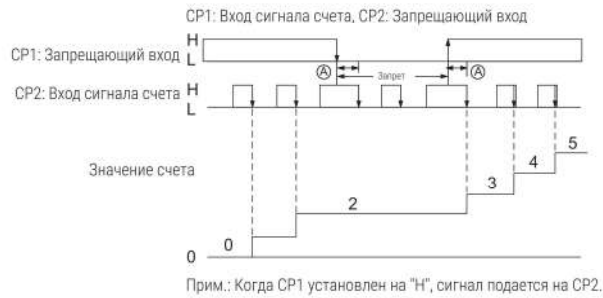 CP1: Вход сигнала счета, CP2: Запрещающий вход
CP1: Запрещающий вход H
L
Ⓐ Запрет Ⓐ
CP2: Вход сигнала счета H
L
Значение счета
5
4
3
2
0
0
Прим.: Когда CP1 установлен на "H", сигнал подается на CP2.